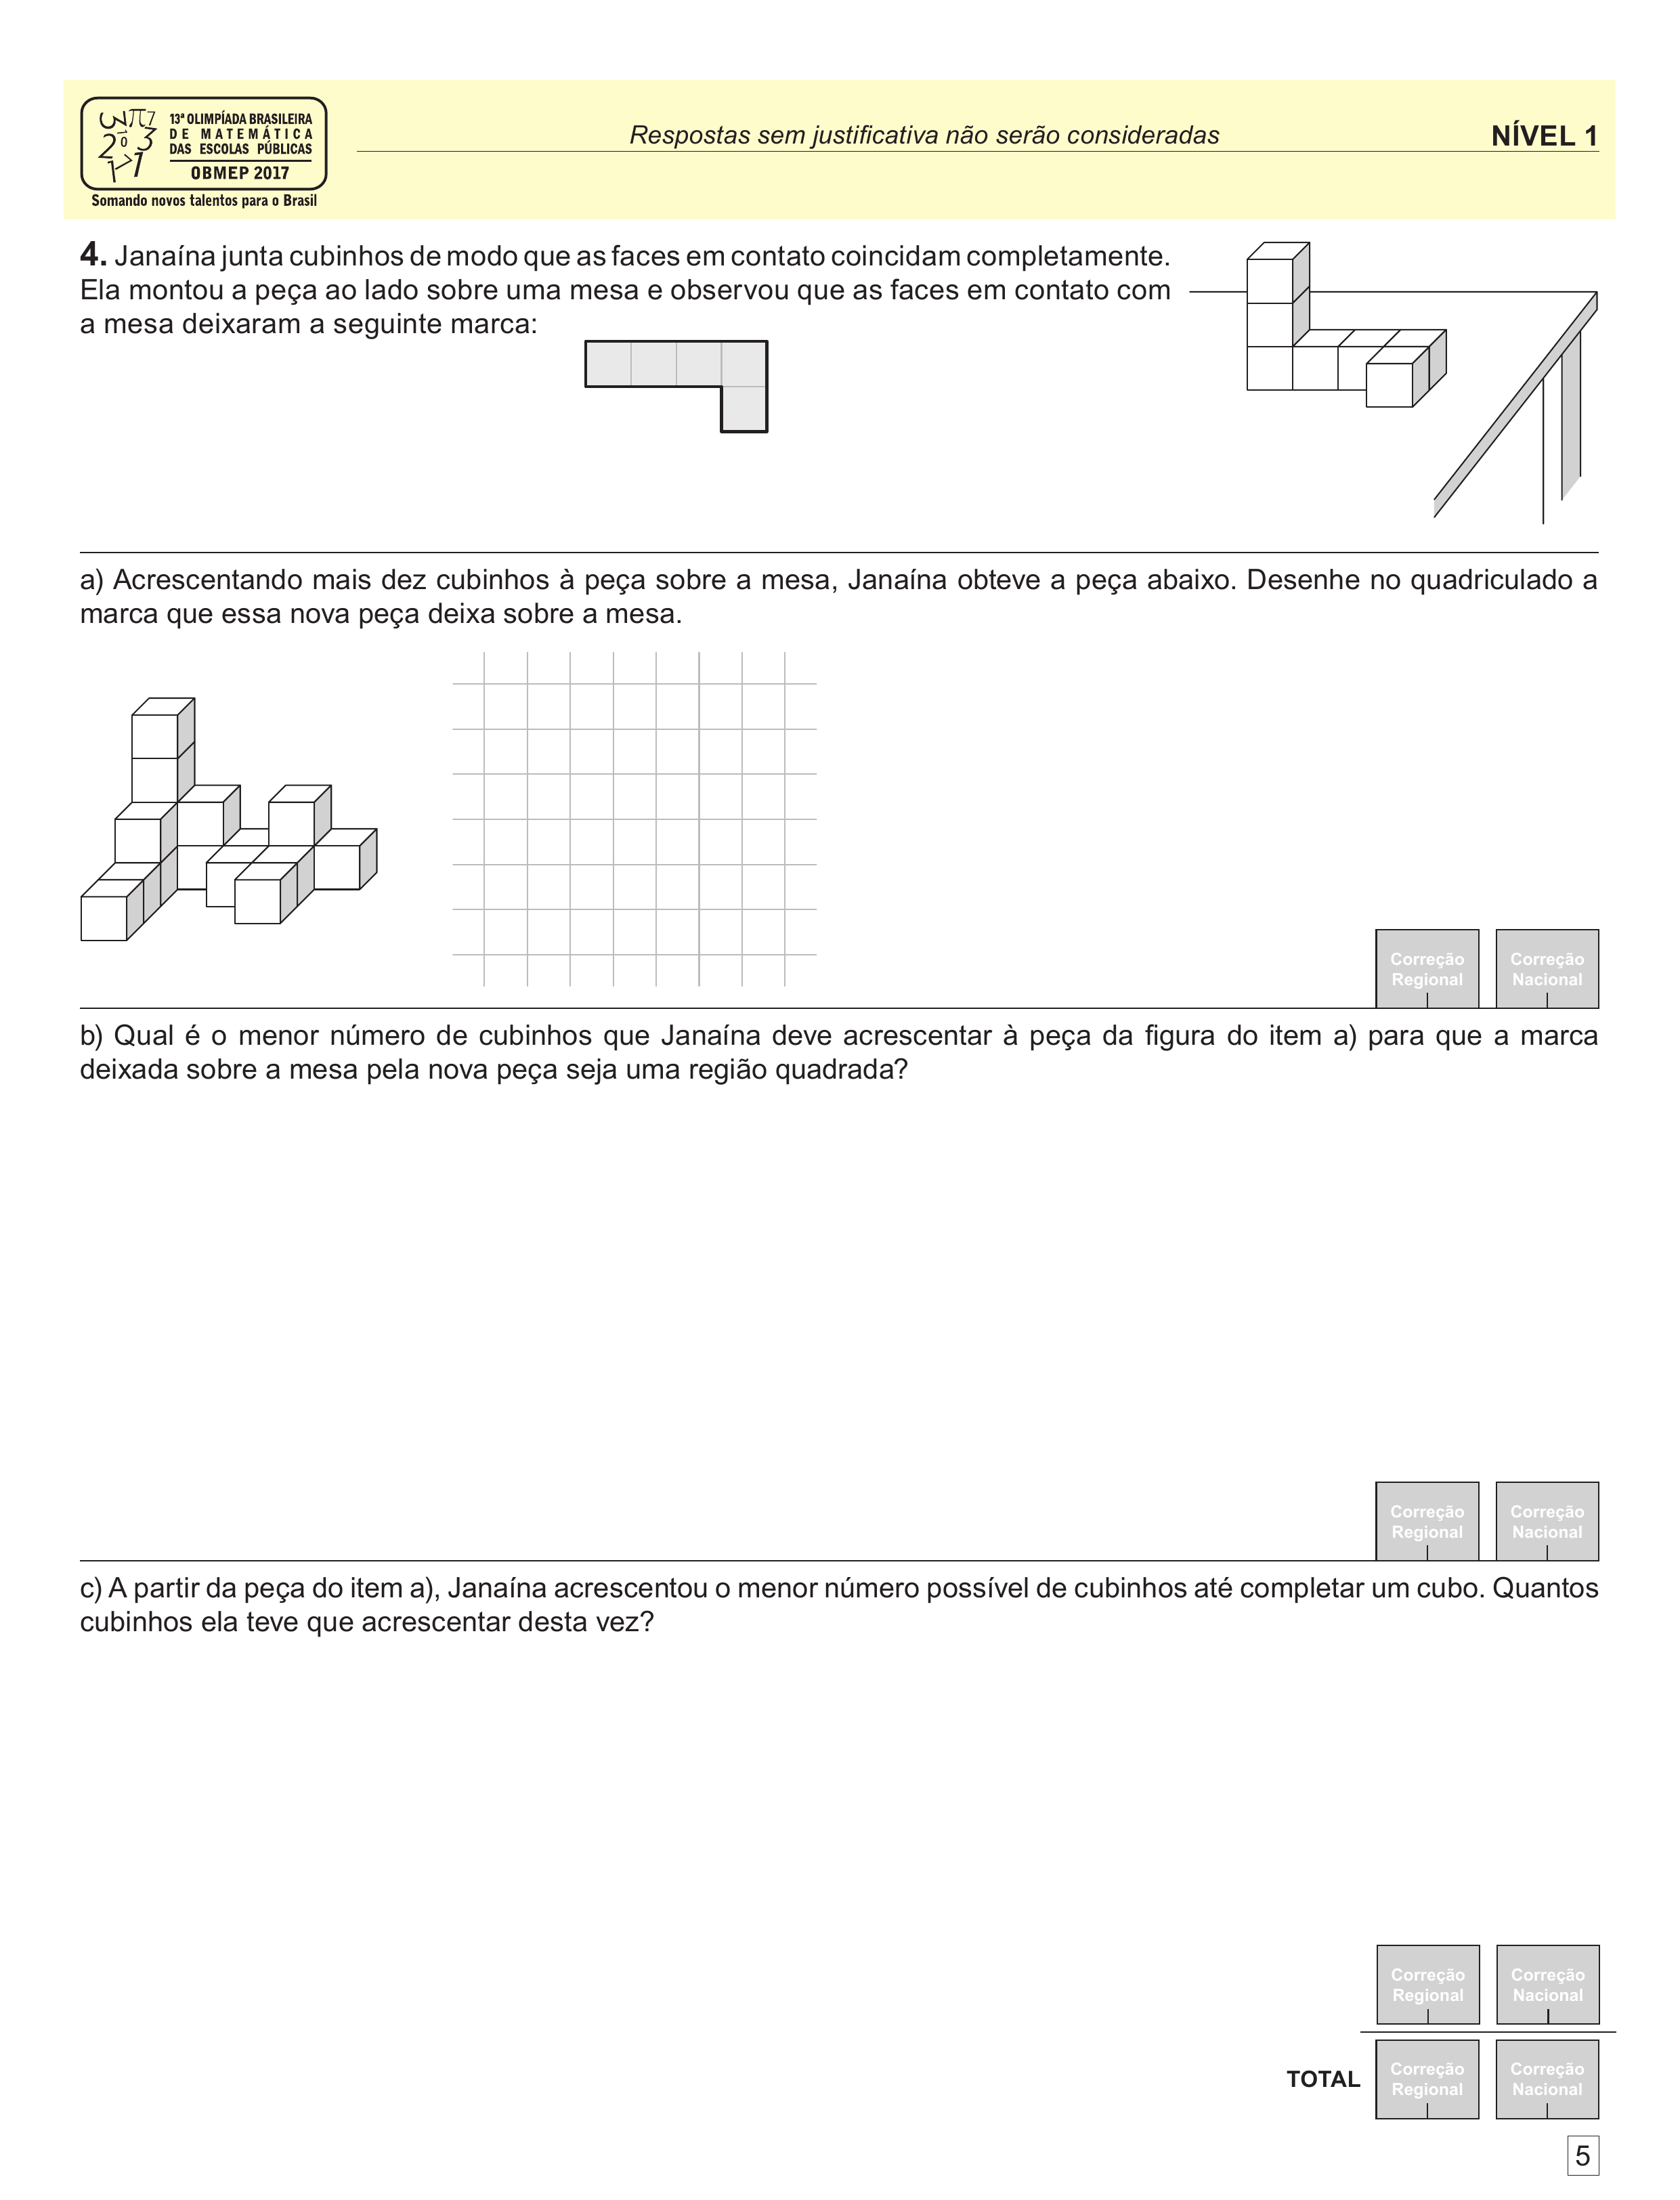 13ª OLIMPÍADA BRASILEIRA
DE MATEMÁTICA
DAS ESCOLAS PÚBLICAS
OBMEP 2017
Somando novos talentos para o Brasil
Respostas sem justificativa não serão consideradas
NÍVEL 1
4. Janaína junta cubinhos de modo que as faces em contato coincidam completamente.
Ela montou a peça ao lado sobre uma mesa e observou que as faces em contato com
a mesa deixaram a seguinte marca:
a) Acrescentando mais dez cubinhos à peça sobre a mesa, Janaína obteve a peça abaixo. Desenhe no quadriculado a
marca que essa nova peça deixa sobre a mesa.
Correção
Regional
Correção
Nacional
b) Qual é o menor número de cubinhos que Janaína deve acrescentar à peça da figura do item a) para que a marca
deixada sobre a mesa pela nova peça seja uma região quadrada?
Correção
Regional
Correção
Nacional
c) A partir da peça do item a), Janaína acrescentou o menor número possível de cubinhos até completar um cubo. Quantos
cubinhos ela teve que acrescentar desta vez?
Correção
Regional
Correção
Nacional
TOTAL
Correção
Regional
Correção
Nacional
5